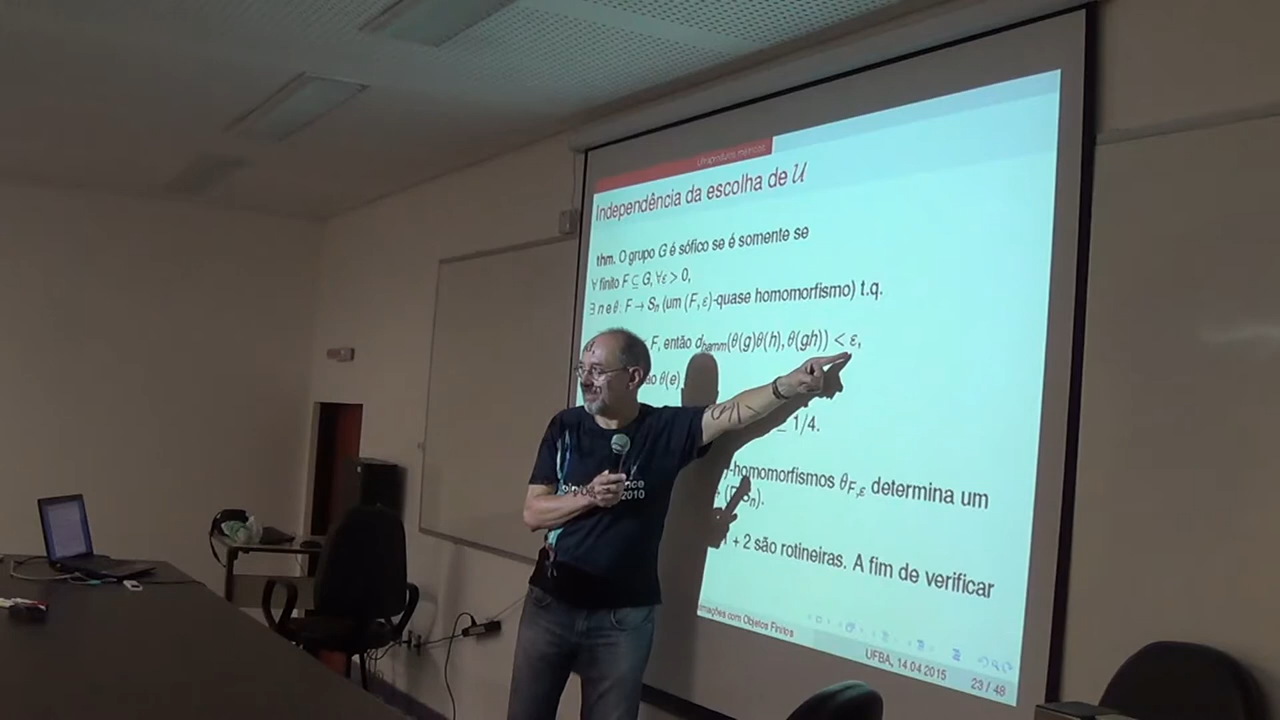 Ultraprodutos métricos
Independência da escolha de 𝒰
thm. O grupo G é sófico se é somente se
∀ finito F ⊆ G, ∀ε > 0,
∃ n e θ: F → Sₙ (um (F, ε)-quase homomorfismo) t.q.
F, então d_hamm(θ(g)θ(h), θ(gh)) < ε,
θ(e)
1/4.
)-homomorfismos θ_F,ε determina um
+ 2 são rotineiras. A fim de verificar
com Objetos Finitos
UFBA, 14 04 2015
23 / 48
2010